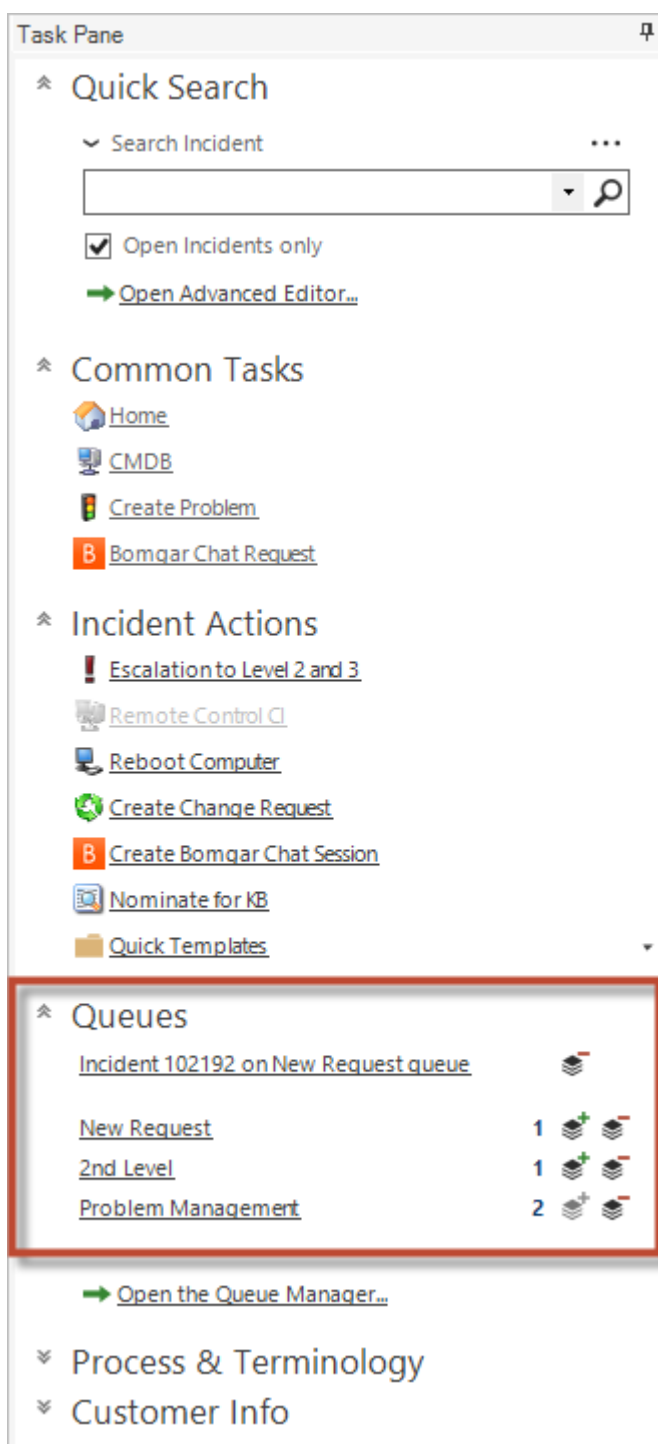 Task Pane
Quick Search
Search Incident
Open Incidents only
Open Advanced Editor...
Common Tasks
Home
CMDB
Create Problem
B Bomgar Chat Request
Incident Actions
Escalation to Level 2 and 3
Remote Control CI
Reboot Computer
Create Change Request
B Create Bomgar Chat Session
Nominate for KB
Quick Templates
Queues
Incident 102192 on New Request queue
New Request 1
2nd Level 1
Problem Management 2
Open the Queue Manager...
Process & Terminology
Customer Info